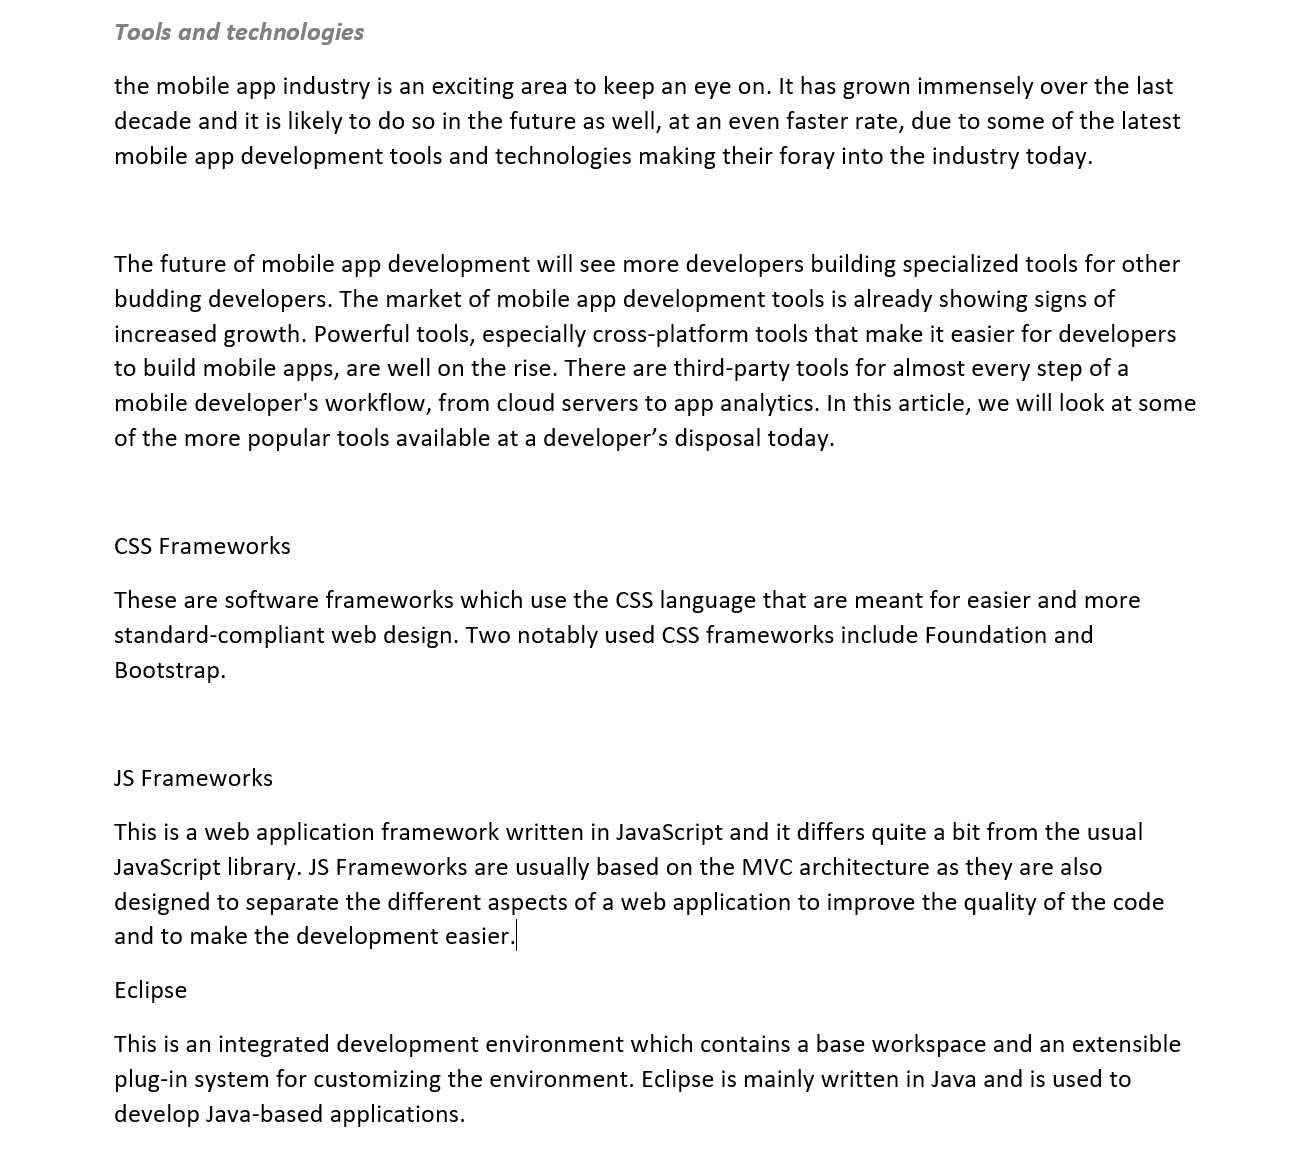 Tools and technologies
the mobile app industry is an exciting area to keep an eye on. It has grown immensely over the last
decade and it is likely to do so in the future as well, at an even faster rate, due to some of the latest
mobile app development tools and technologies making their foray into the industry today.
The future of mobile app development will see more developers building specialized tools for other
budding developers. The market of mobile app development tools is already showing signs of
increased growth. Powerful tools, especially cross-platform tools that make it easier for developers
to build mobile apps, are well on the rise. There are third-party tools for almost every step of a
mobile developer's workflow, from cloud servers to app analytics. In this article, we will look at some
of the more popular tools available at a developer’s disposal today.
CSS Frameworks
These are software frameworks which use the CSS language that are meant for easier and more
standard-compliant web design. Two notably used CSS frameworks include Foundation and
Bootstrap.
JS Frameworks
This is a web application framework written in JavaScript and it differs quite a bit from the usual
JavaScript library. JS Frameworks are usually based on the MVC architecture as they are also
designed to separate the different aspects of a web application to improve the quality of the code
and to make the development easier.
Eclipse
This is an integrated development environment which contains a base workspace and an extensible
plug-in system for customizing the environment. Eclipse is mainly written in Java and is used to
develop Java-based applications.